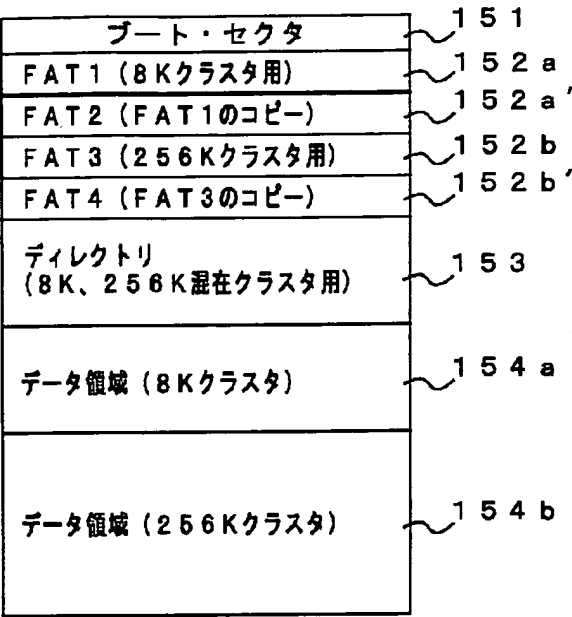 ブート・セクタ 151
FAT1(8Kクラスタ用) 152a
FAT2(FAT1のコピー) 152a'
FAT3(256Kクラスタ用) 152b
FAT4(FAT3のコピー) 152b'
ディレクトリ
(8K、256K混在クラスタ用) 153
データ領域(8Kクラスタ) 154a
データ領域(256Kクラスタ) 154b